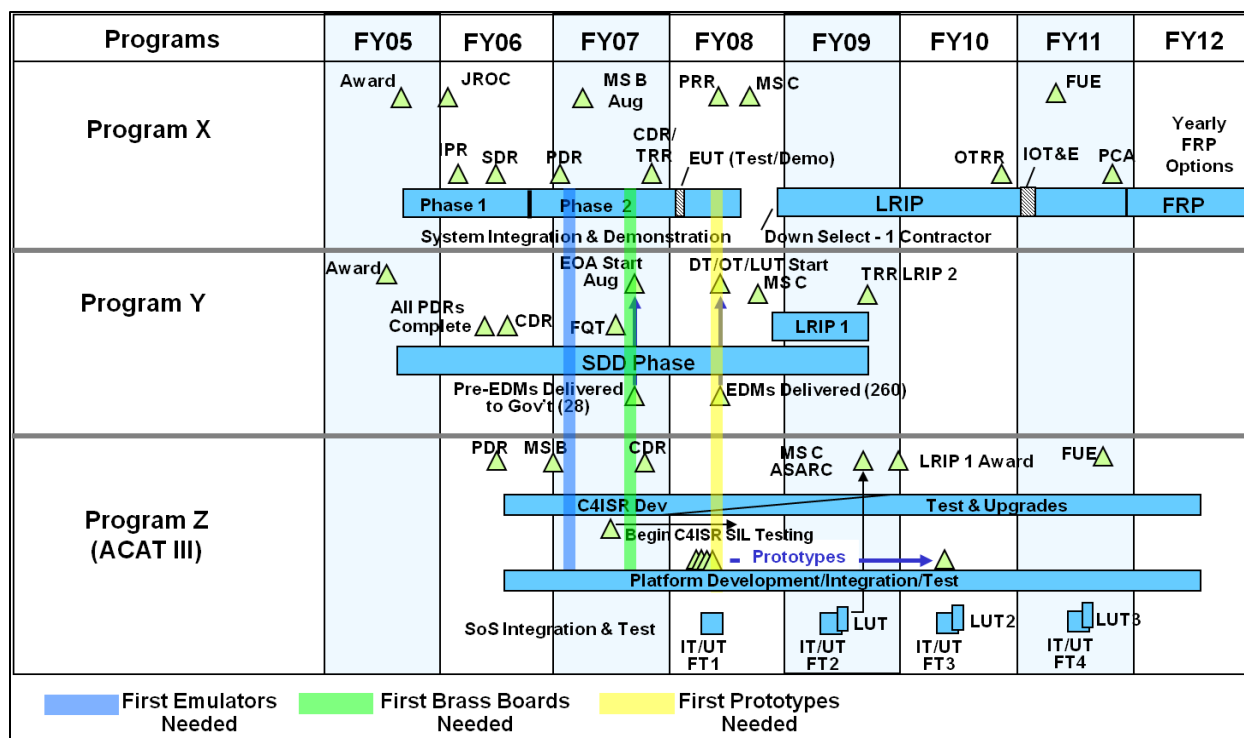 Programs FY05 FY06 FY07 FY08 FY09 FY10 FY11 FY12
Program X
Award
JROC
MS B
Aug
PRR
MS C
FUE
Yearly
FRP
Options
IPR
SDR
PDR
CDR/
TRR
EUT (Test/Demo)
OTRR
IOT&E
PCA
Phase 1
Phase 2
LRIP
FRP
System Integration & Demonstration
Down Select - 1 Contractor
Program Y
Award
EOA Start
Aug
DT/OT/LUT Start
MS C
TRR LRIP 2
All PDRs
Complete
CDR
FQT
LRIP 1
SDD Phase
Pre-EDMs Delivered
to Gov't (28)
EDMs Delivered (260)
Program Z
(ACAT III)
PDR
MS B
CDR
MS C
ASARC
LRIP 1 Award
FUE
C4ISR Dev
Test & Upgrades
Begin C4ISR SIL Testing
Prototypes
Platform Development/Integration/Test
SoS Integration & Test
IT/UT
FT1
LUT
IT/UT
FT2
LUT2
IT/UT
FT3
LUT3
IT/UT
FT4
First Emulators
Needed
First Brass Boards
Needed
First Prototypes
Needed